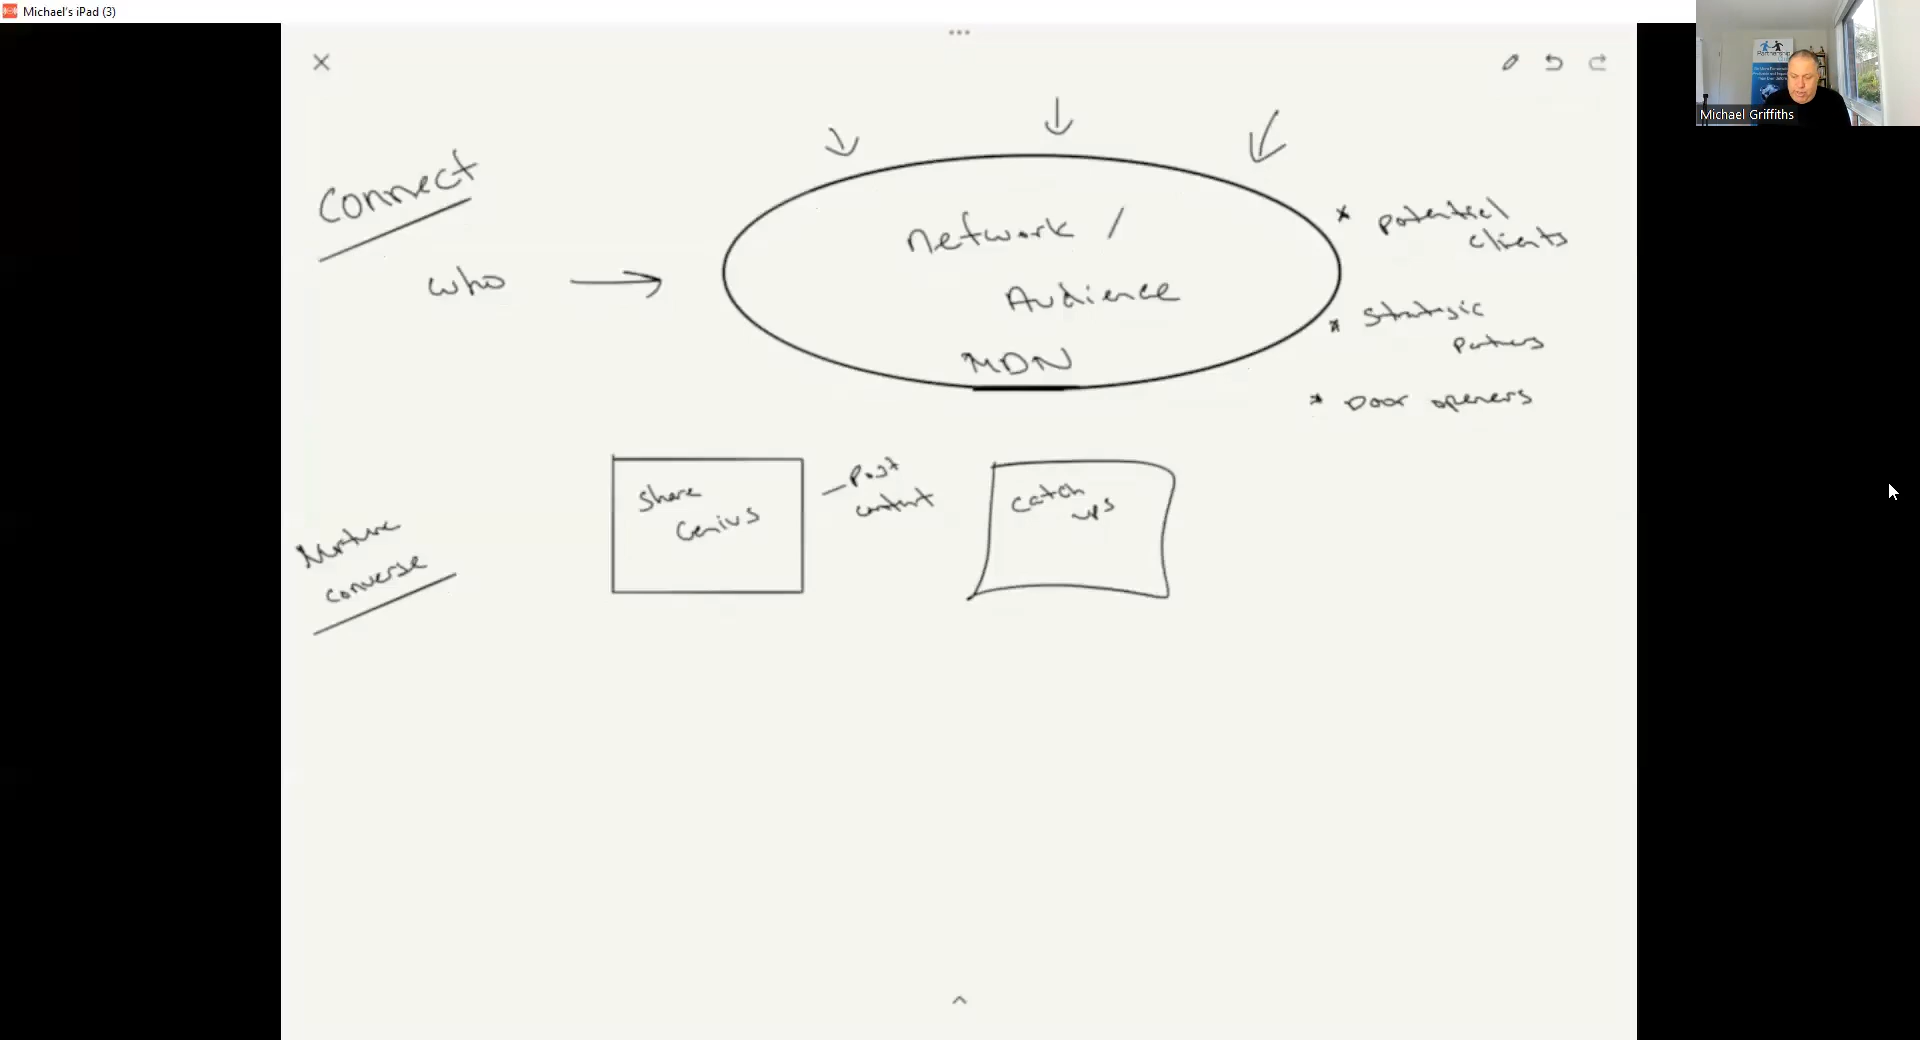 Michael's iPad (3)
Michael Griffiths
Partnership
Connect
who
Network /
Audience
MDN
* potential
clients
* Strategic
Partners
* Door openers
Share
Genius
- Post
content
Catch
ups
Nurture
converse